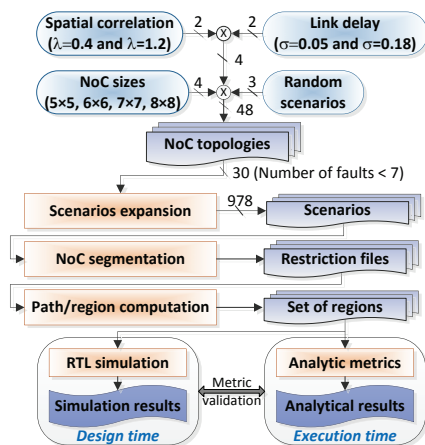 Spatial correlation
(λ=0.4 and λ=1.2)
2
X
2
Link delay
(σ=0.05 and σ=0.18)
4
NoC sizes
(5×5, 6×6, 7×7, 8×8)
4
X
3
Random
scenarios
48
NoC topologies
30 (Number of faults < 7)
Scenarios expansion
978
Scenarios
NoC segmentation
Restriction files
Path/region computation
Set of regions
RTL simulation
Analytic metrics
Metric
validation
Simulation results
Analytical results
Design time
Execution time